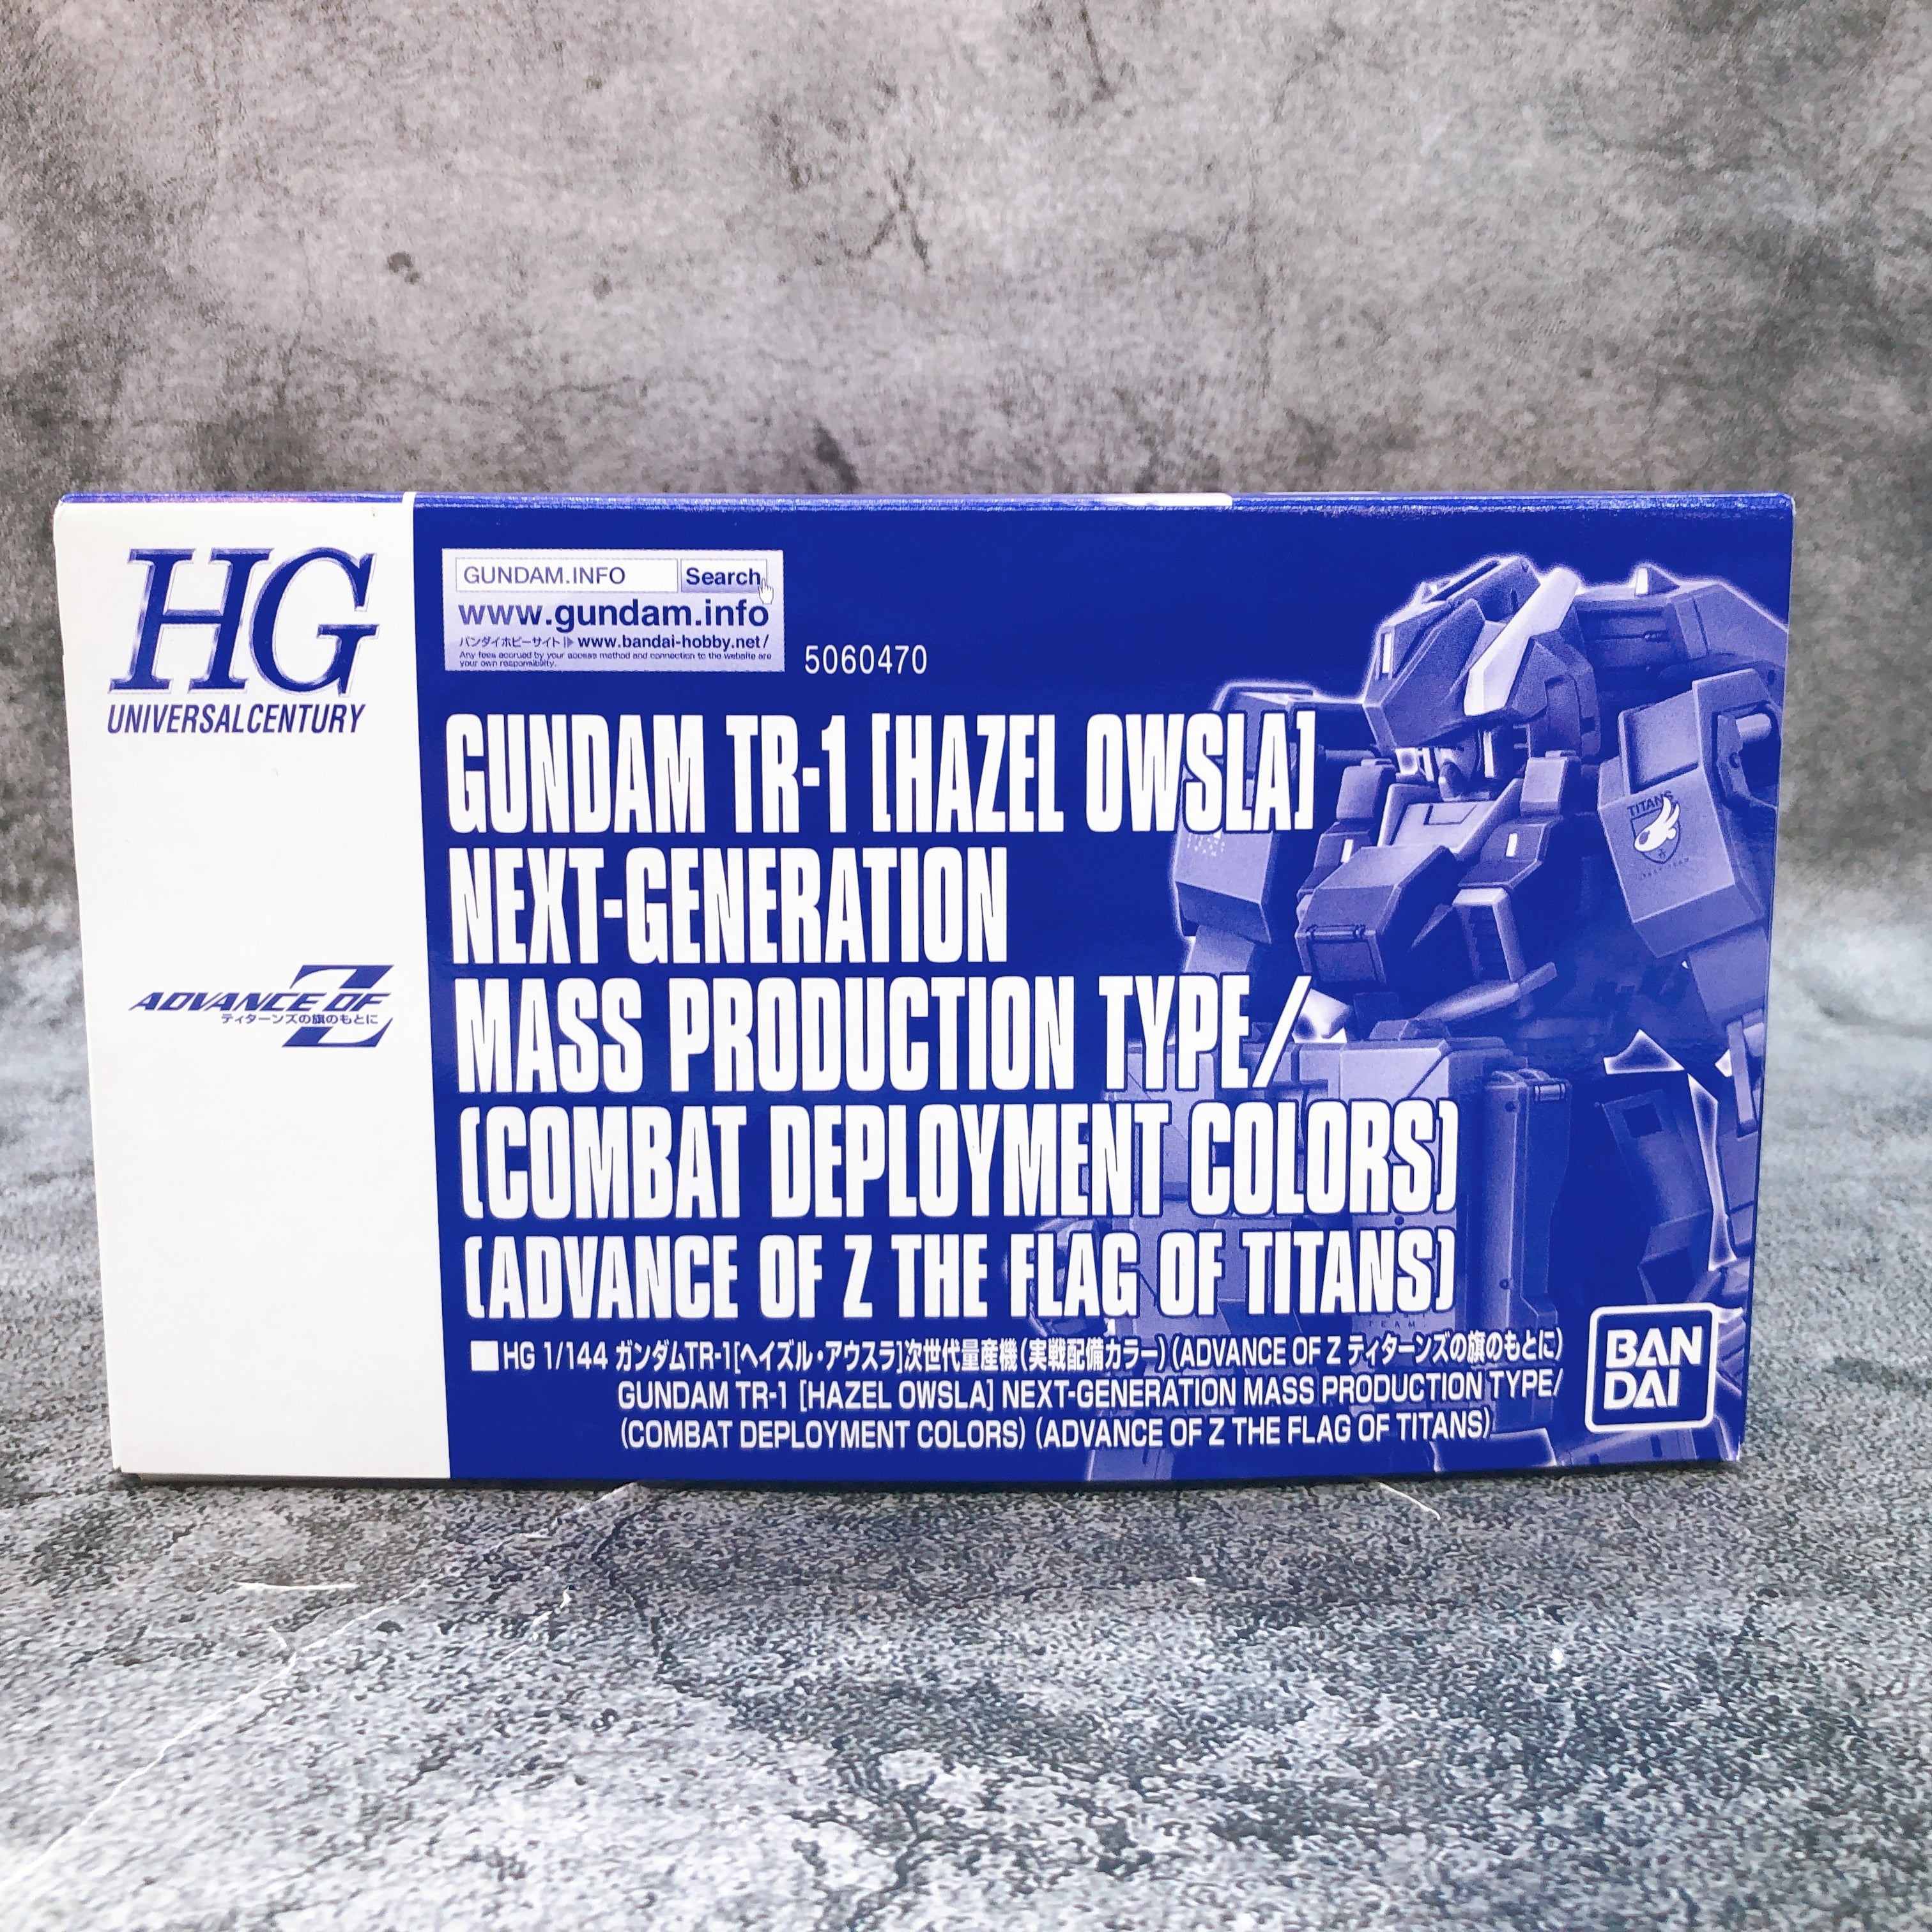 HG
UNIVERSALCENTURY
ADVANCE OF Z
ティターンズの旗のもとに
GUNDAM.INFO Search
www.gundam.info
バンダイホビーサイト www.bandai-hobby.net/
Any fees accrued by your access method and connection to the website are
your own responsibility.
5060470
GUNDAM TR-1 [HAZEL OWSLA]
NEXT-GENERATION
MASS PRODUCTION TYPE/
(COMBAT DEPLOYMENT COLORS)
(ADVANCE OF Z THE FLAG OF TITANS)
TITANS
TEAM
■HG 1/144 ガンダムTR-1[ヘイズル・アウスラ]次世代量産機(実戦配備カラー)(ADVANCE OF Z ティターンズの旗のもとに)
GUNDAM TR-1 [HAZEL OWSLA] NEXT-GENERATION MASS PRODUCTION TYPE/
(COMBAT DEPLOYMENT COLORS) (ADVANCE OF Z THE FLAG OF TITANS)
BAN
DAI